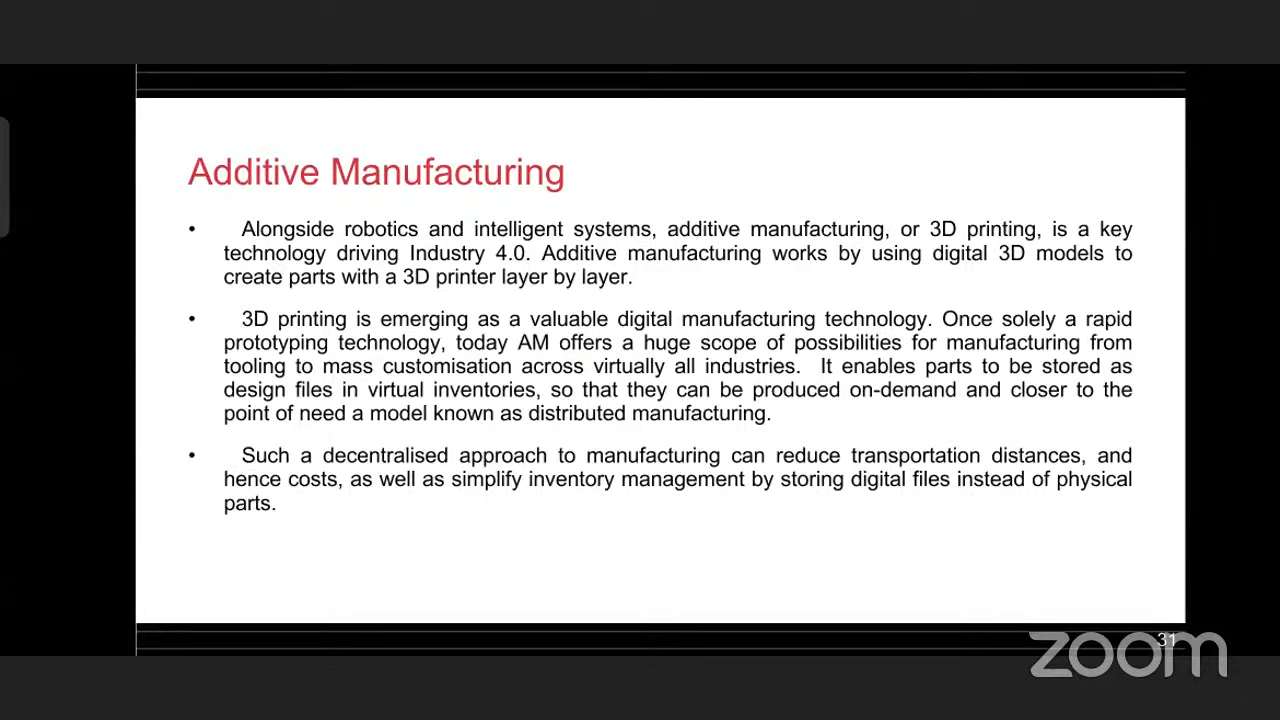 Additive Manufacturing
• Alongside robotics and intelligent systems, additive manufacturing, or 3D printing, is a key
technology driving Industry 4.0. Additive manufacturing works by using digital 3D models to
create parts with a 3D printer layer by layer.
• 3D printing is emerging as a valuable digital manufacturing technology. Once solely a rapid
prototyping technology, today AM offers a huge scope of possibilities for manufacturing from
tooling to mass customisation across virtually all industries. It enables parts to be stored as
design files in virtual inventories, so that they can be produced on-demand and closer to the
point of need a model known as distributed manufacturing.
• Such a decentralised approach to manufacturing can reduce transportation distances, and
hence costs, as well as simplify inventory management by storing digital files instead of physical
parts.
31
zoom